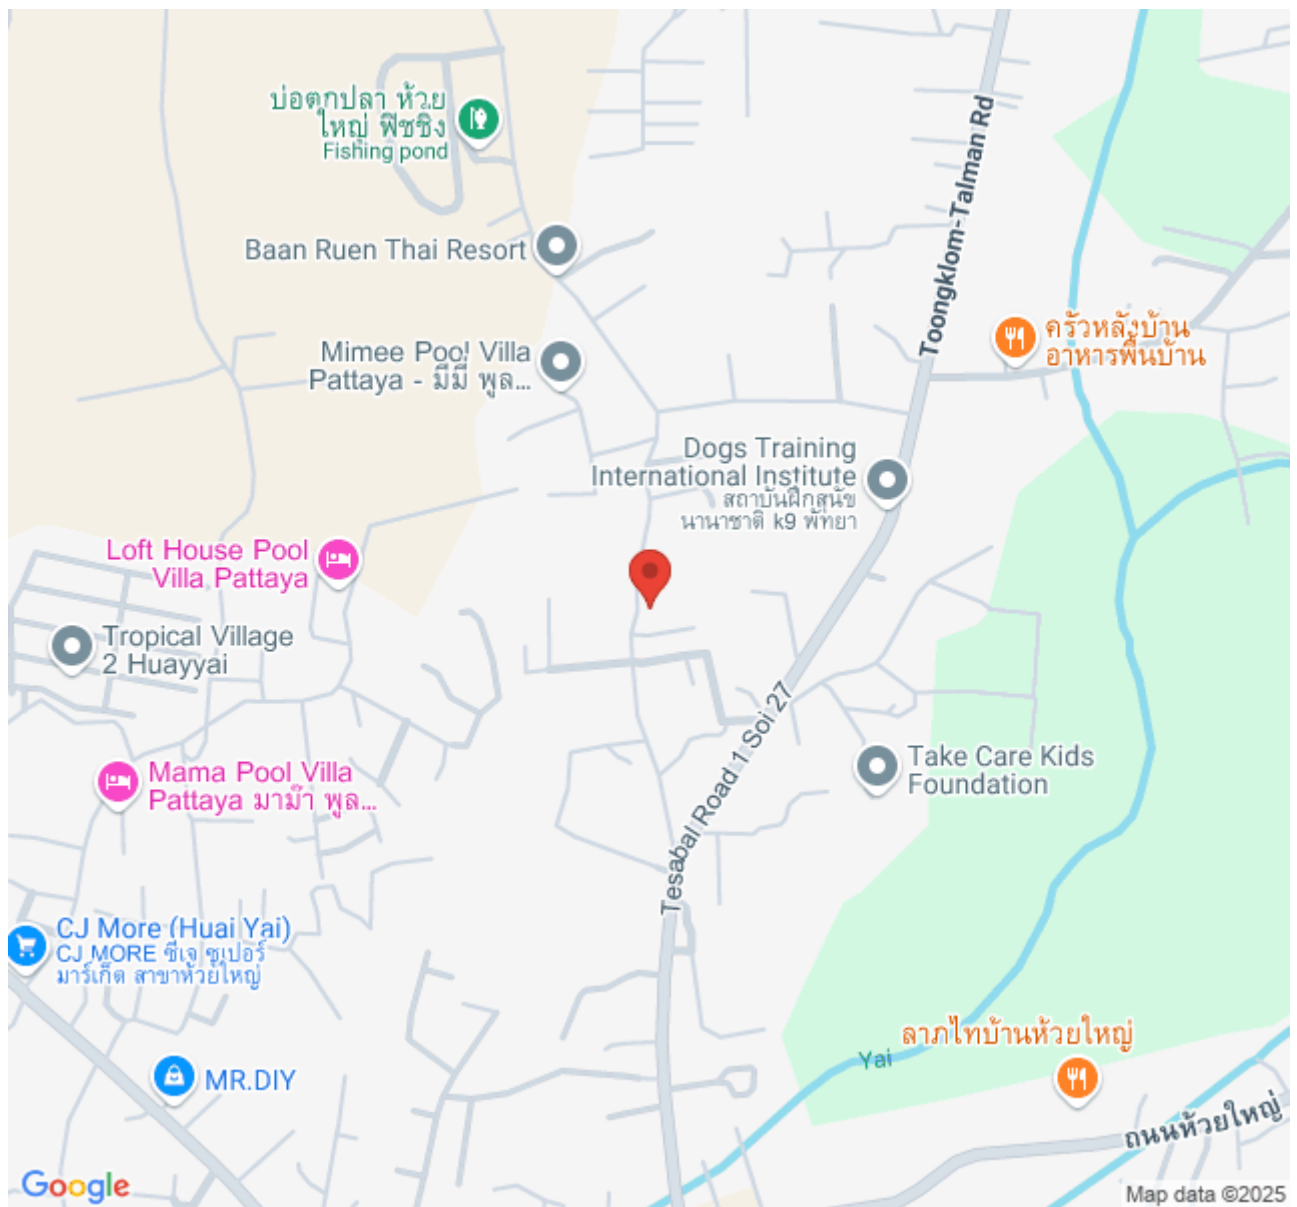 บ่อตกปลา ห้วย
ใหญ่ ฟิชชิง
Fishing pond
Toongklom-Talman Rd
Baan Ruen Thai Resort
ครัวหลังบ้าน
อาหารพื้นบ้าน
Mimee Pool Villa
Pattaya - มีมี่ พูล...
Dogs Training
International Institute
สถาบันฝึกสุนัข
นานาชาติ k9 พัทยา
Loft House Pool
Villa Pattaya
Tropical Village
2 Huayyai
Tesabal Road 1 Soi 27
Take Care Kids
Foundation
Mama Pool Villa
Pattaya มาม๊า พูล...
CJ More (Huai Yai)
CJ MORE ซีเจ ซูเปอร์
มาร์เก็ต สาขาห้วยใหญ่
ลาภไทบ้านห้วยใหญ่
Yai
MR.DIY
ถนนห้วยใหญ่
Google
Map data ©2025